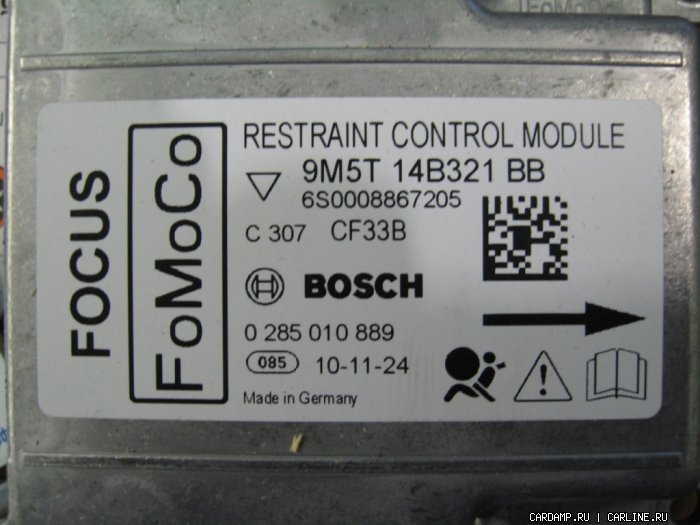 FoMoCo
FOCUS
FoMoCo
RESTRAINT CONTROL MODULE
9M5T 14B321 BB
6S0008867205
C 307 CF33B
BOSCH
0 285 010 889
085 10-11-24
Made in Germany
CARDAMP.RU | CARLINE.RU